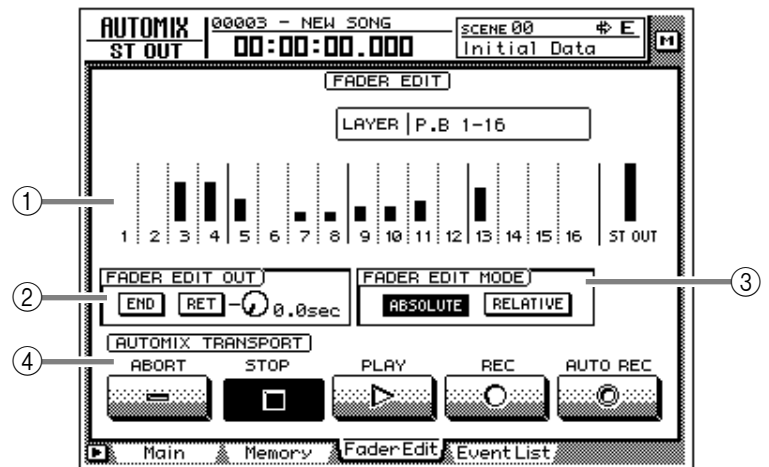 AUTOMIX
ST OUT
00003 - NEW SONG
00:00:00.000
SCENE 00 E
Initial Data
M
FADER EDIT
LAYER P.B 1-16
1
1 2 3 4 5 6 7 8 9 10 11 12 13 14 15 16 ST OUT
FADER EDIT OUT
FADER EDIT MODE
3
2
END RET 0.0sec
ABSOLUTE RELATIVE
AUTOMIX TRANSPORT
4
ABORT STOP PLAY REC AUTO REC
Main Memory Fader Edit Event List